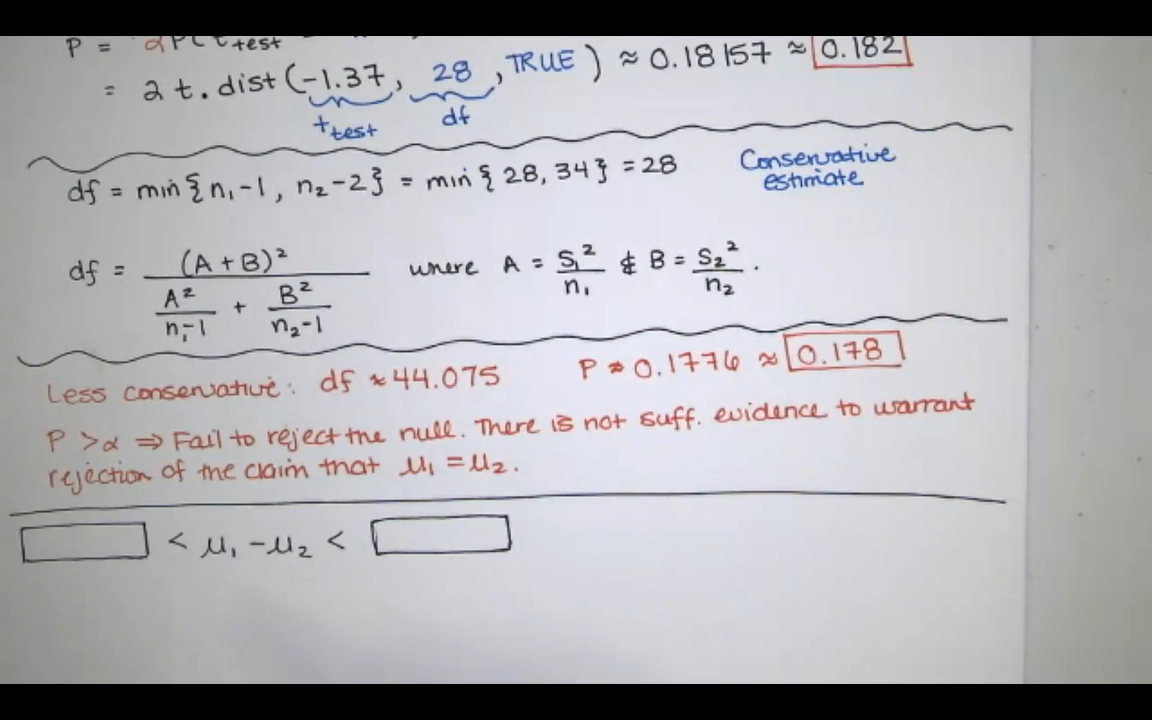 P = 2P( t test
= 2 t.dist(-1.37, 28, TRUE) ≈ 0.18157 ≈ 0.182
t test df
df = min{n₁-1, n₂-2} = min{28, 34} = 28 Conservative estimate
df = (A+B)² / (A²/(n₁-1) + B²/(n₂-1)) where A = S₁²/n₁ & B = S₂²/n₂.
Less conservative: df ≈ 44.075 P ≈ 0.1776 ≈ 0.178
P > α ⇒ Fail to reject the null. There is not suff. evidence to warrant
rejection of the claim that μ₁ = μ₂.
< μ₁ - μ₂ <